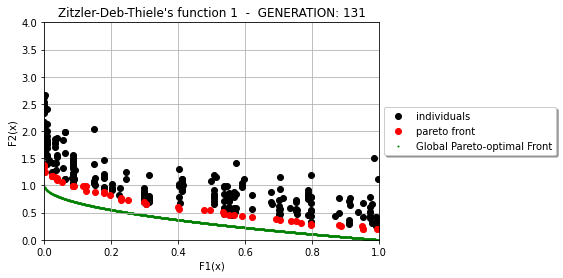 Zitzler-Deb-Thiele's function 1 - GENERATION: 131
4.0
3.5
3.0
2.5
2.0
1.5
1.0
0.5
0.0
F2(x)
0.0 0.2 0.4 0.6 0.8 1.0
F1(x)
individuals
pareto front
Global Pareto-optimal Front